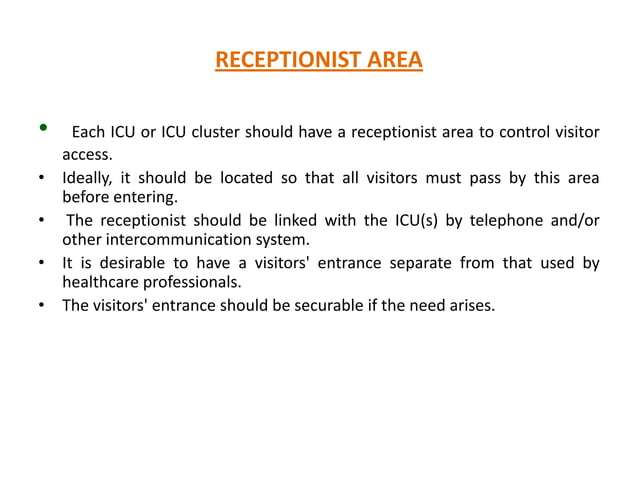 RECEPTIONIST AREA
• Each ICU or ICU cluster should have a receptionist area to control visitor
access.
• Ideally, it should be located so that all visitors must pass by this area
before entering.
• The receptionist should be linked with the ICU(s) by telephone and/or
other intercommunication system.
• It is desirable to have a visitors' entrance separate from that used by
healthcare professionals.
• The visitors' entrance should be securable if the need arises.